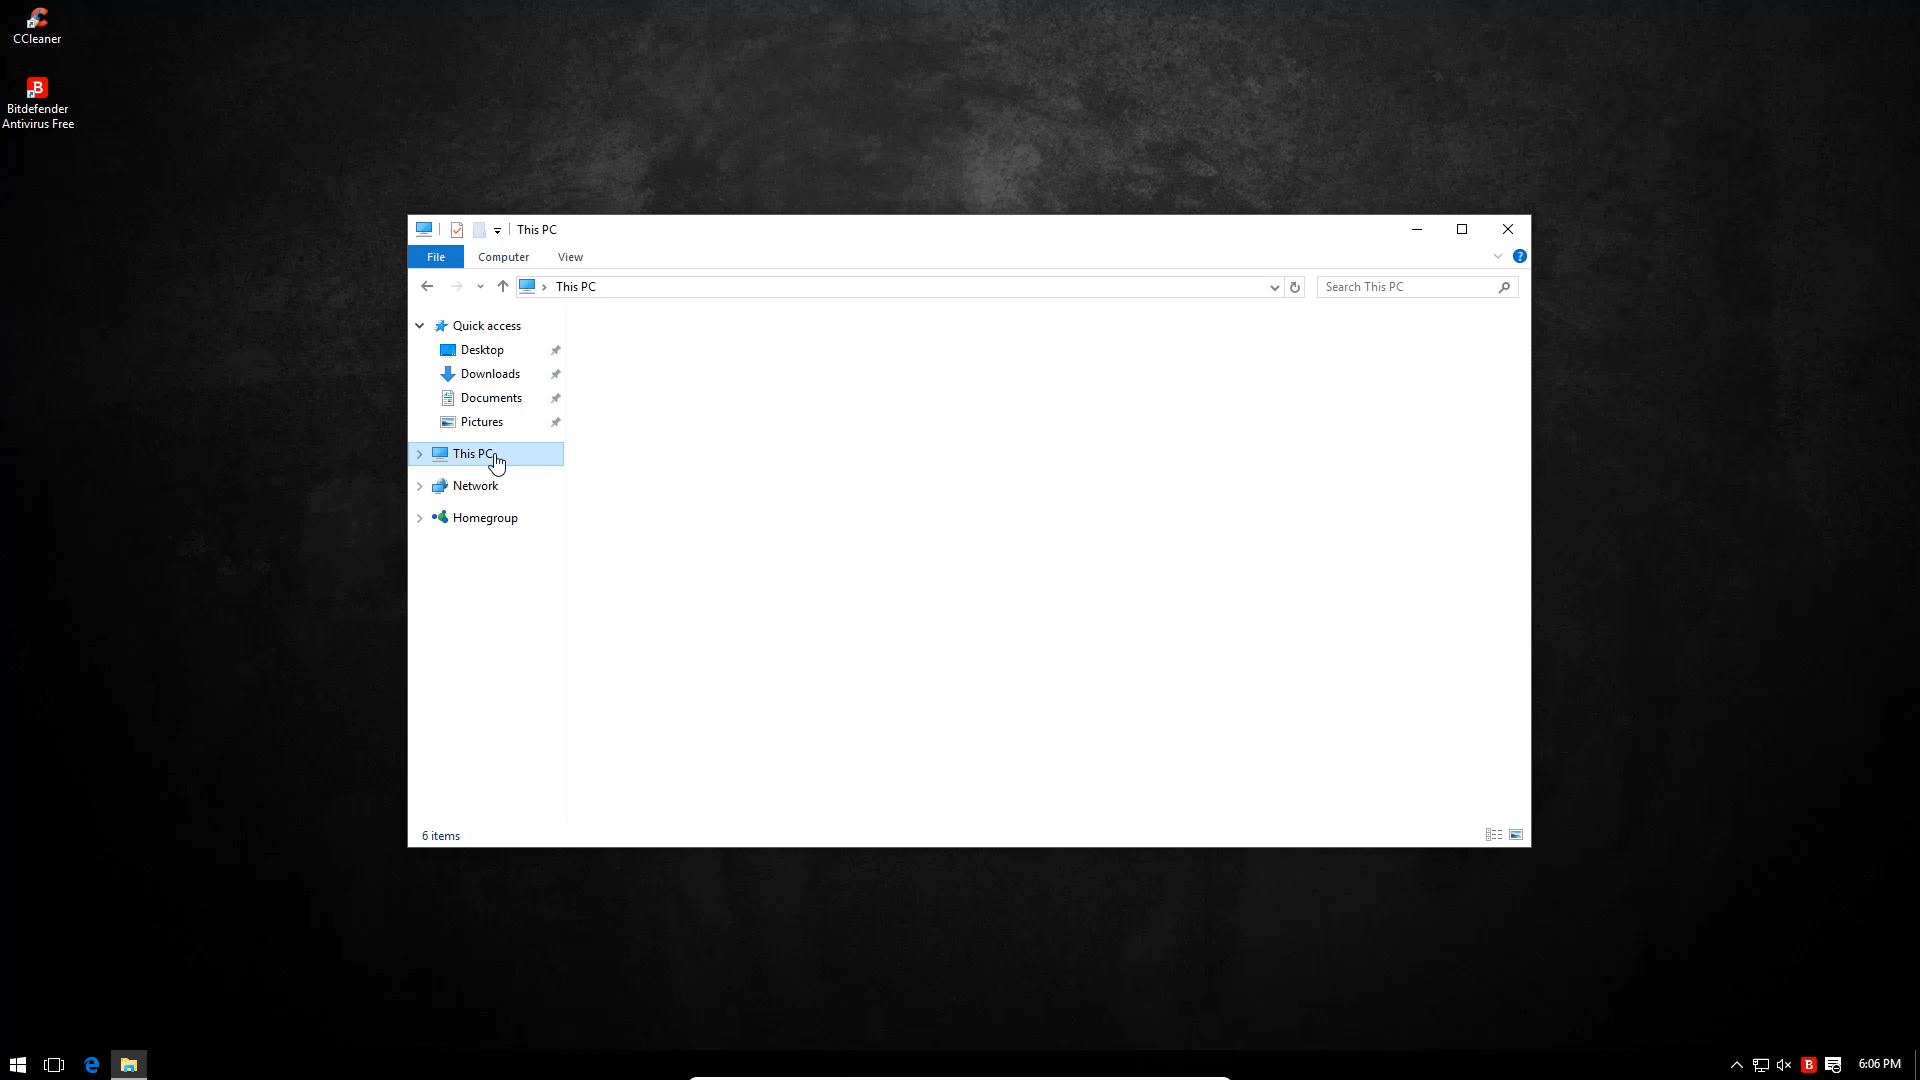 CCleaner
Bitdefender
Antivirus Free
This PC
File
Computer
View
This PC
Search This PC
Quick access
Desktop
Downloads
Documents
Pictures
This PC
Network
Homegroup
6 items
6:06 PM